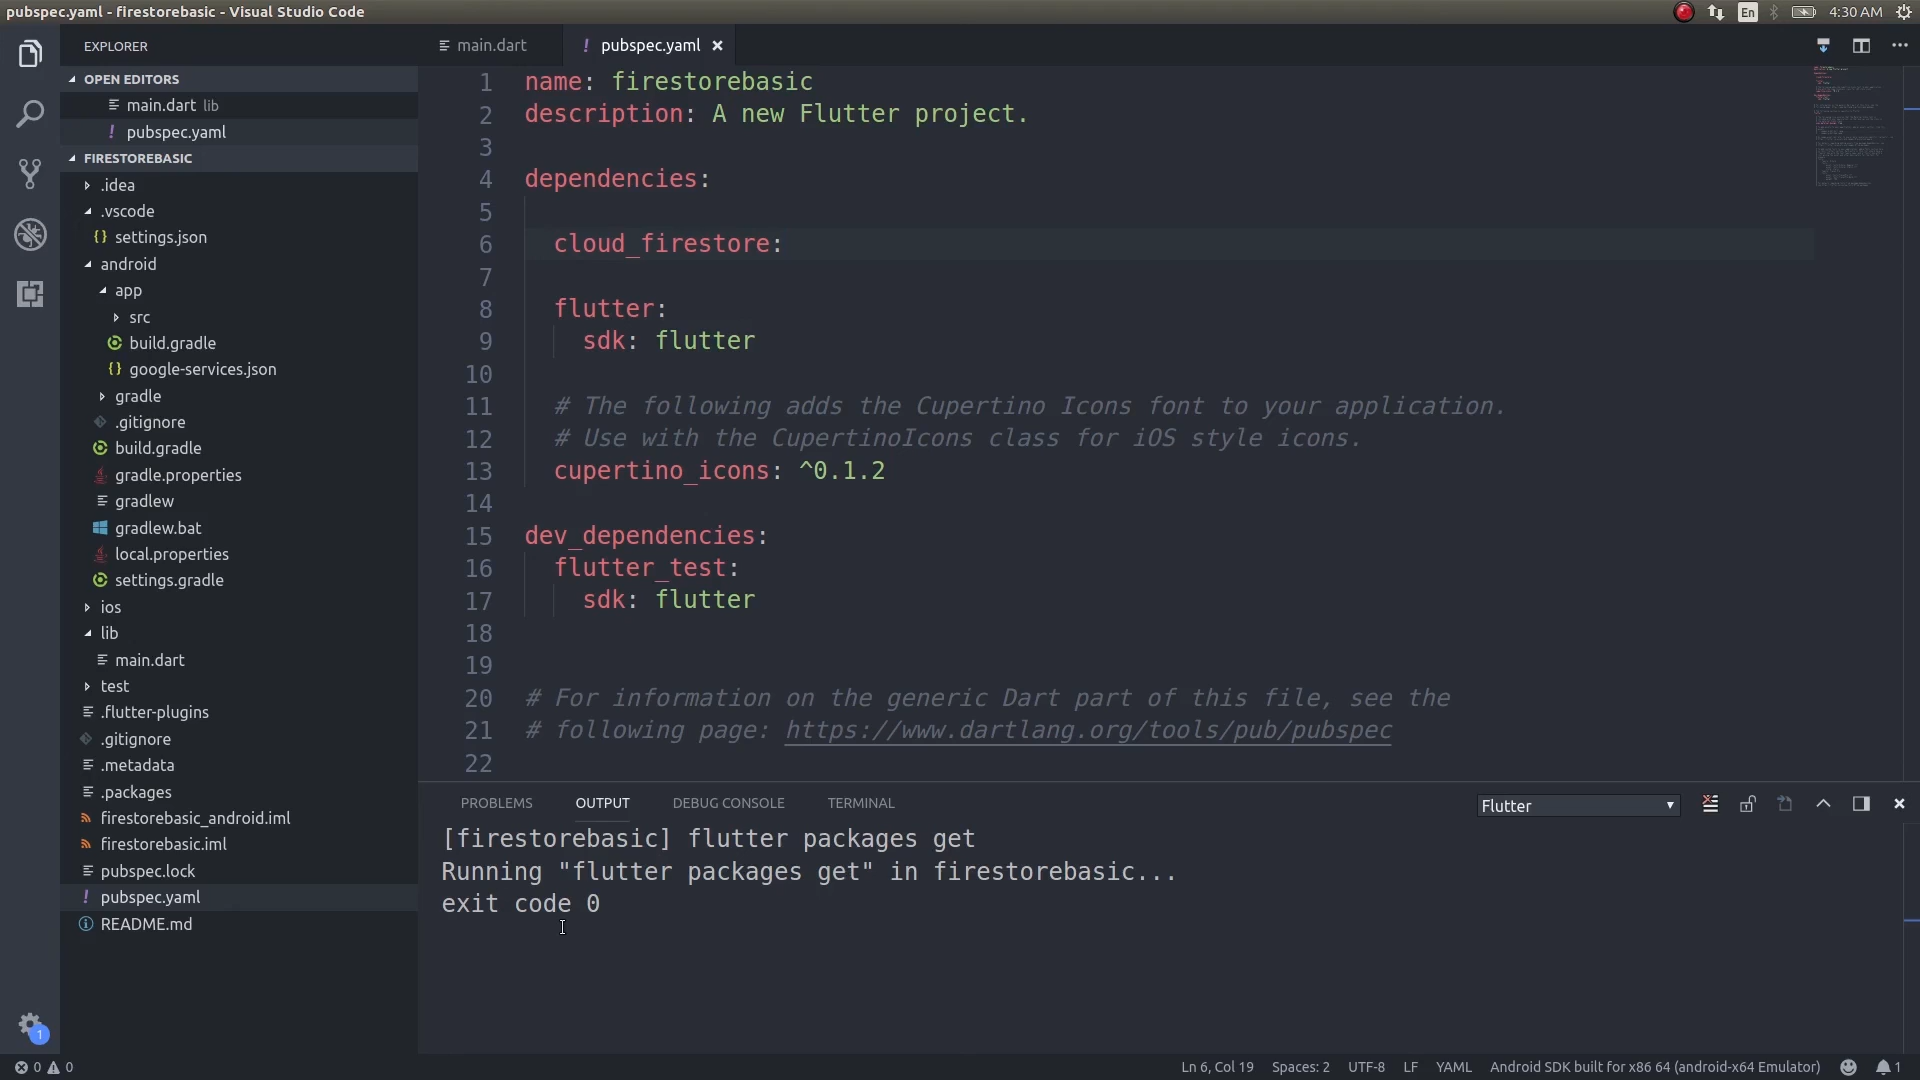 pubspec.yaml - firestorebasic - Visual Studio Code
En
4:30 AM
EXPLORER
OPEN EDITORS
main.dart lib
! pubspec.yaml
FIRESTOREBASIC
.idea
.vscode
{} settings.json
android
app
src
build.gradle
{} google-services.json
gradle
.gitignore
build.gradle
gradle.properties
gradlew
gradlew.bat
local.properties
settings.gradle
ios
lib
main.dart
test
.flutter-plugins
.gitignore
.metadata
.packages
firestorebasic_android.iml
firestorebasic.iml
pubspec.lock
! pubspec.yaml
README.md
1
main.dart
! pubspec.yaml
1 name: firestorebasic
2 description: A new Flutter project.
3
4 dependencies:
5
6 cloud_firestore:
7
8 flutter:
9 sdk: flutter
10
11 # The following adds the Cupertino Icons font to your application.
12 # Use with the CupertinoIcons class for iOS style icons.
13 cupertino_icons: ^0.1.2
14
15 dev_dependencies:
16 flutter_test:
17 sdk: flutter
18
19
20 # For information on the generic Dart part of this file, see the
21 # following page: https://www.dartlang.org/tools/pub/pubspec
22
PROBLEMS OUTPUT DEBUG CONSOLE TERMINAL
Flutter
[firestorebasic] flutter packages get
Running "flutter packages get" in firestorebasic...
exit code 0
0 0
Ln 6, Col 19 Spaces: 2 UTF-8 LF YAML Android SDK built for x86 64 (android-x64 Emulator) 1